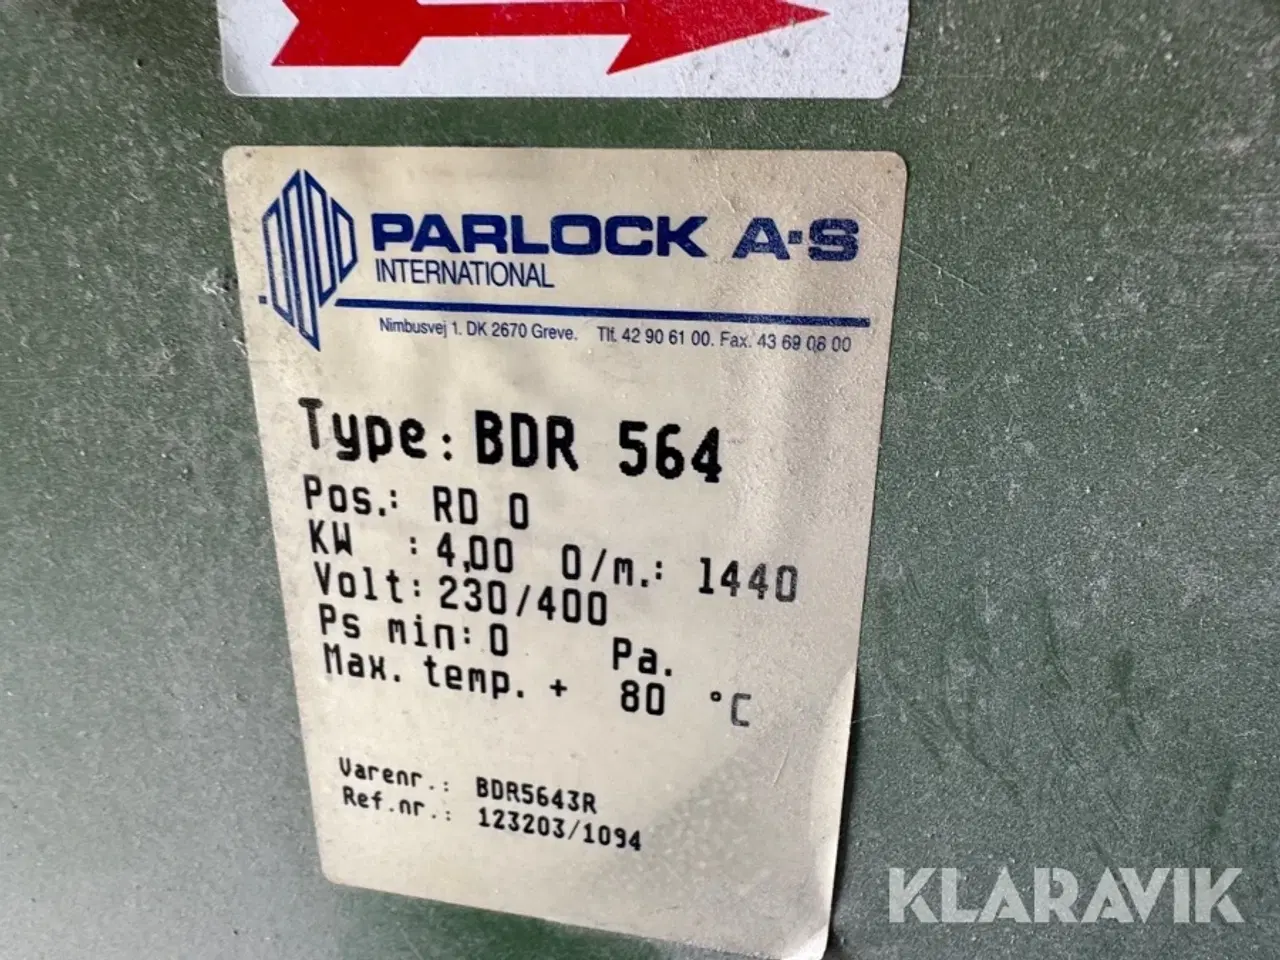 PARLOCK A·S
INTERNATIONAL
Nimbusvej 1. DK 2670 Greve. Tlf. 42 90 61 00. Fax. 43 69 06 00
Type: BDR 564
Pos.: RD 0
KW : 4,00 O/m.: 1440
Volt: 230/400
Ps min: 0 Pa.
Max. temp. + 80 °C
Varenr.: BDR5643R
Ref.nr.: 123203/1094
KLARAVIK